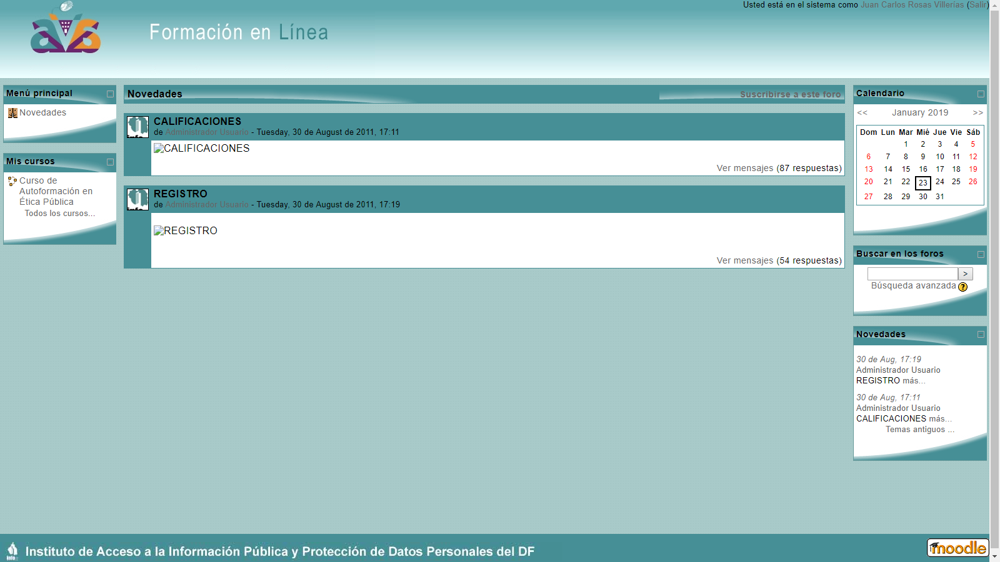 Usted está en el sistema como Juan Carlos Rosas Villerías (Salir)
ava
Formación en Línea
Menú principal
Novedades
Mis cursos
Curso de
Autoformación en
Ética Pública
Todos los cursos...
Novedades
Suscribirse a este foro
CALIFICACIONES
de Administrador Usuario - Tuesday, 30 de August de 2011, 17:11
CALIFICACIONES
Ver mensajes (87 respuestas)
REGISTRO
de Administrador Usuario - Tuesday, 30 de August de 2011, 17:19
REGISTRO
Ver mensajes (54 respuestas)
Calendario
<< January 2019 >>
Dom Lun Mar Mié Jue Vie Sáb
1 2 3 4 5
6 7 8 9 10 11 12
13 14 15 16 17 18 19
20 21 22 23 24 25 26
27 28 29 30 31
Buscar en los foros
>
Búsqueda avanzada ?
Novedades
30 de Aug, 17:19
Administrador Usuario
REGISTRO más...
30 de Aug, 17:11
Administrador Usuario
CALIFICACIONES más...
Temas antiguos ...
info
Instituto de Acceso a la Información Pública y Protección de Datos Personales del DF
moodle